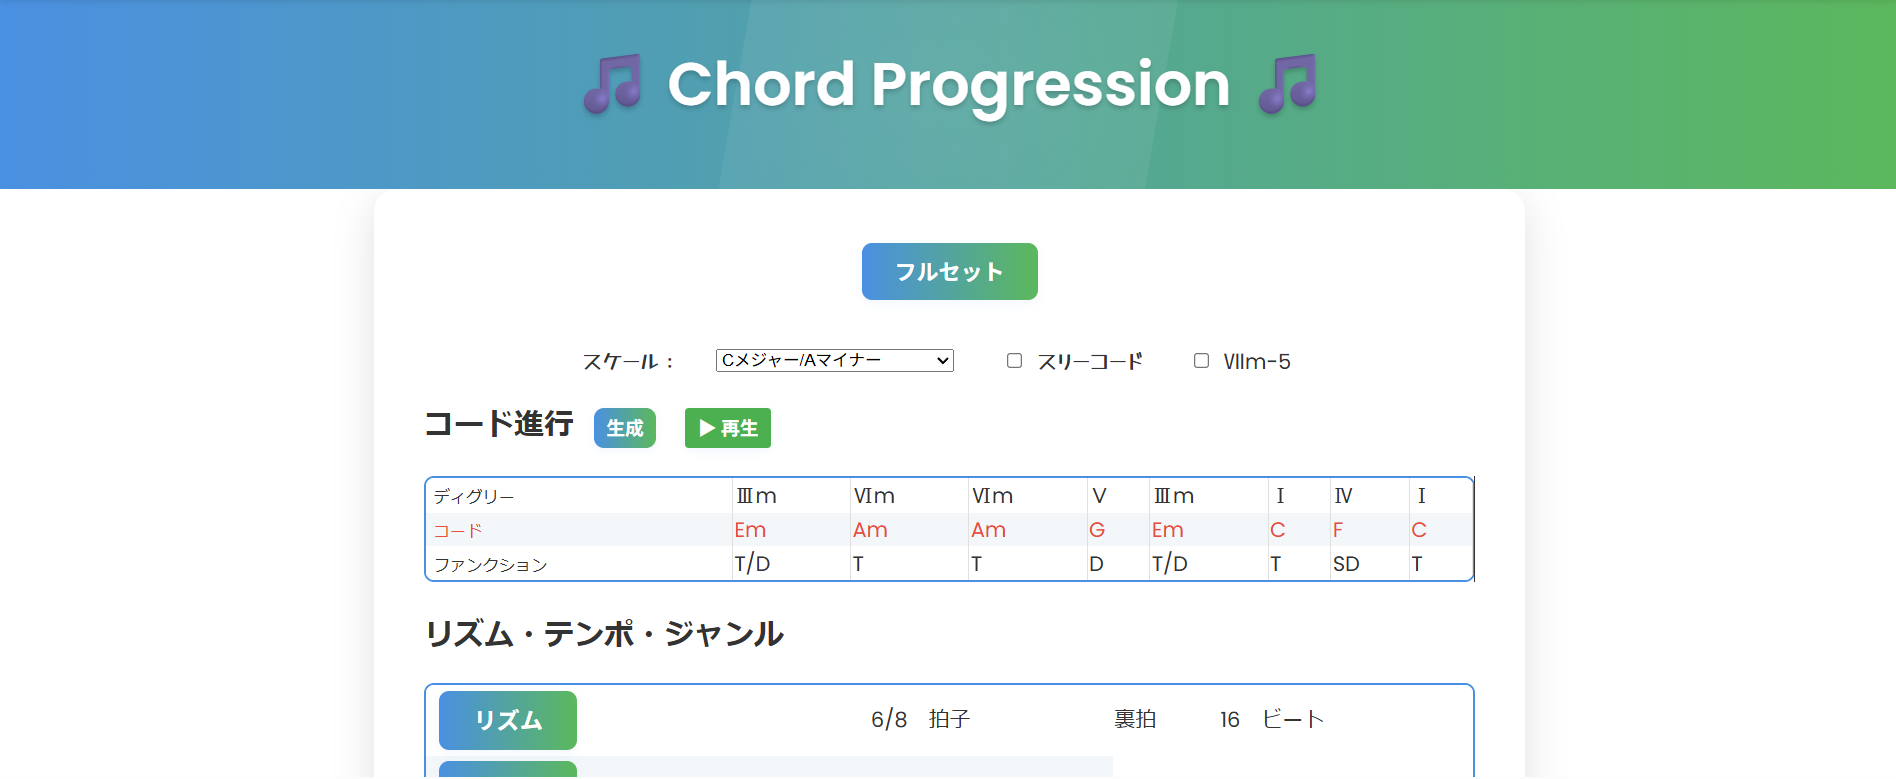 🎵 Chord Progression 🎵
フルセット
スケール： Cメジャー/Aマイナー スリーコード Ⅶm-5
コード進行 生成 ▶ 再生
ディグリー Ⅲm Ⅵm Ⅵm Ⅴ Ⅲm Ⅰ Ⅳ Ⅰ
コード Em Am Am G Em C F C
ファンクション T/D T T D T/D T SD T
リズム・テンポ・ジャンル
リズム 6/8 拍子 裏拍 16 ビート